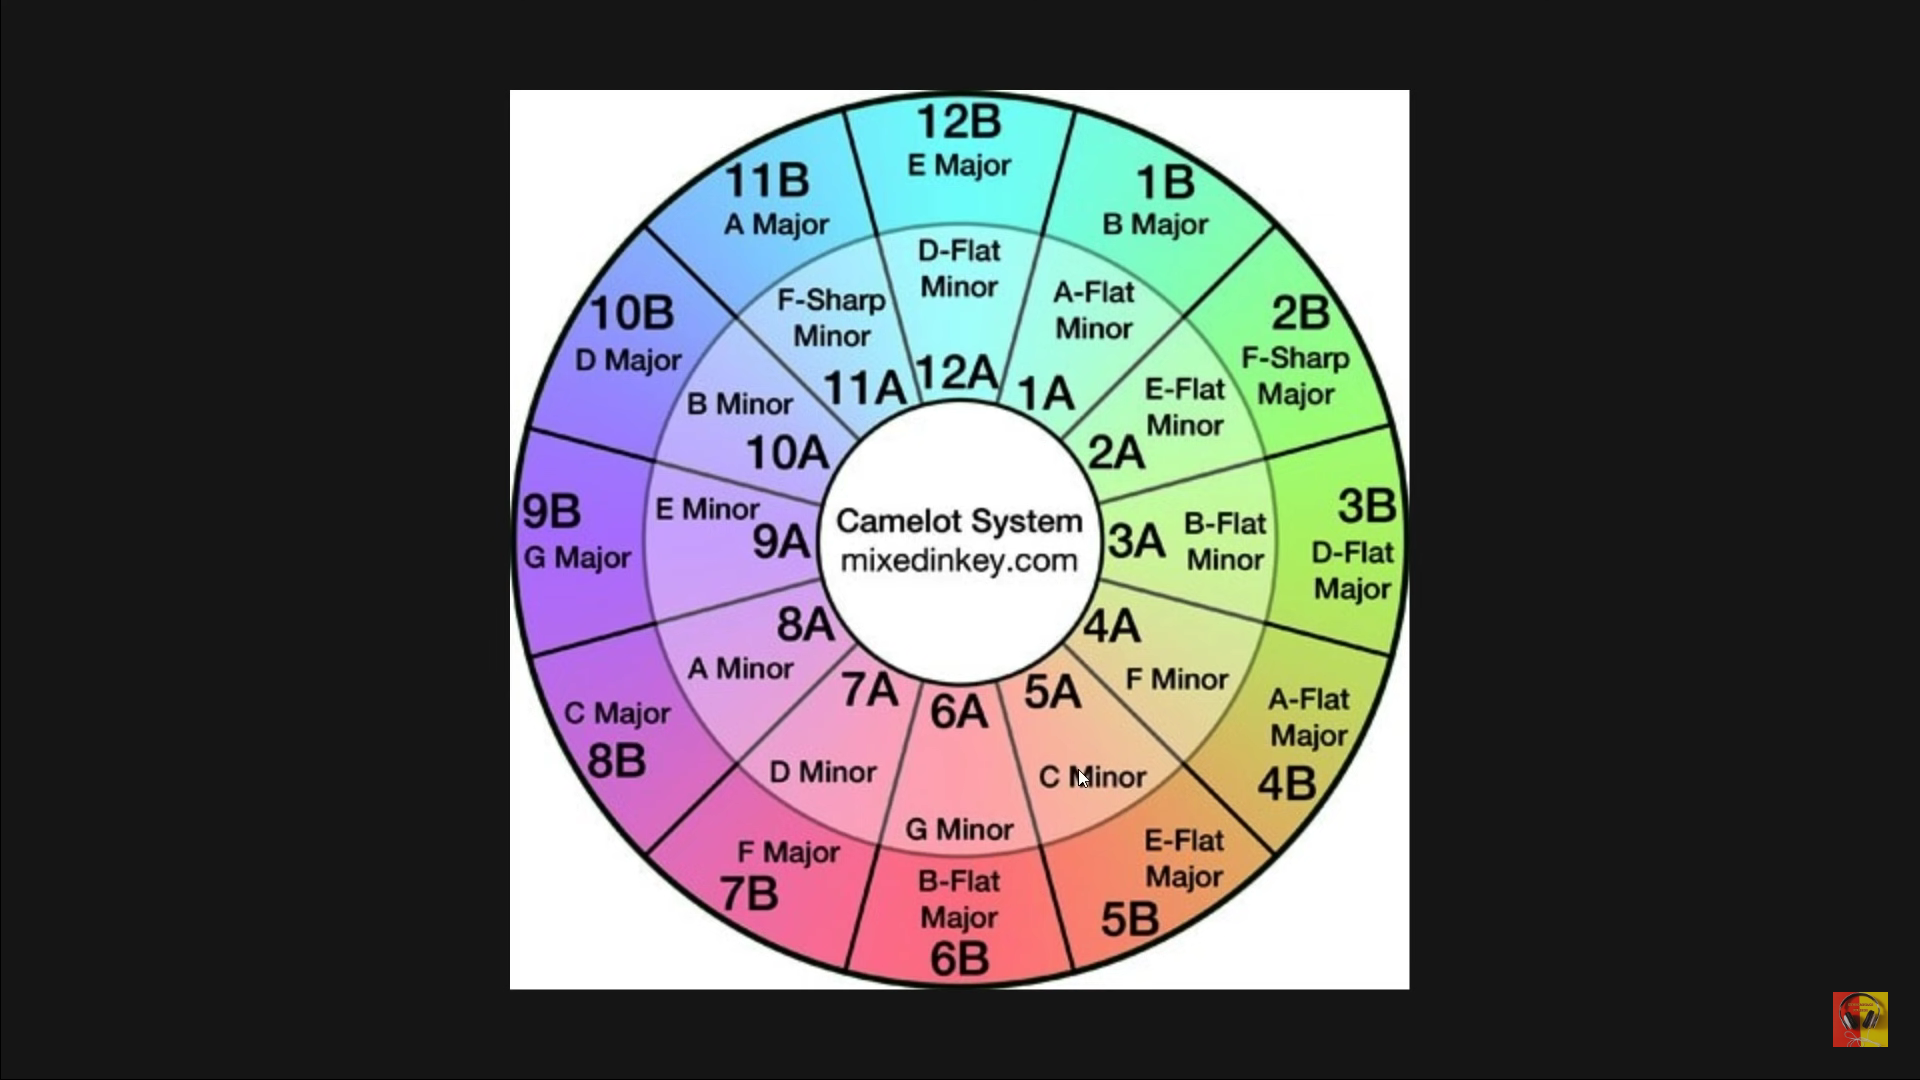 12B
E Major
1B
B Major
2B
F-Sharp
Major
3B
D-Flat
Major
A-Flat
Major
4B
E-Flat
Major
5B
B-Flat
Major
6B
F Major
7B
C Major
8B
9B
G Major
10B
D Major
11B
A Major
D-Flat
Minor
12A
A-Flat
Minor
1A
E-Flat
Minor
2A
B-Flat
Minor
3A
4A
F Minor
5A
C Minor
6A
G Minor
7A
D Minor
8A
A Minor
E Minor
9A
B Minor
10A
F-Sharp
Minor
11A
Camelot System
mixedinkey.com